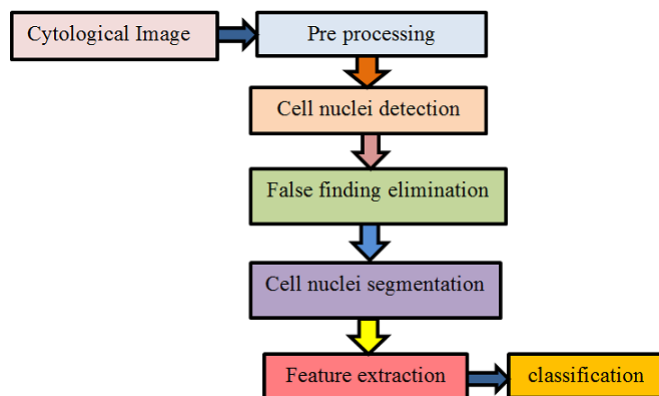 Cytological Image
Pre processing
Cell nuclei detection
False finding elimination
Cell nuclei segmentation
Feature extraction
classification